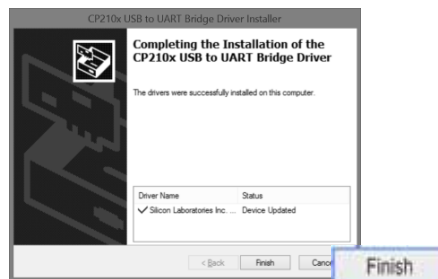 CP210x USB to UART Bridge Driver Installer
Completing the Installation of the
CP210x USB to UART Bridge Driver
The drivers were successfully installed on this computer.
Driver Name Status
✓ Silicon Laboratories Inc. ... Device Updated
< Back Finish Cance
Finish